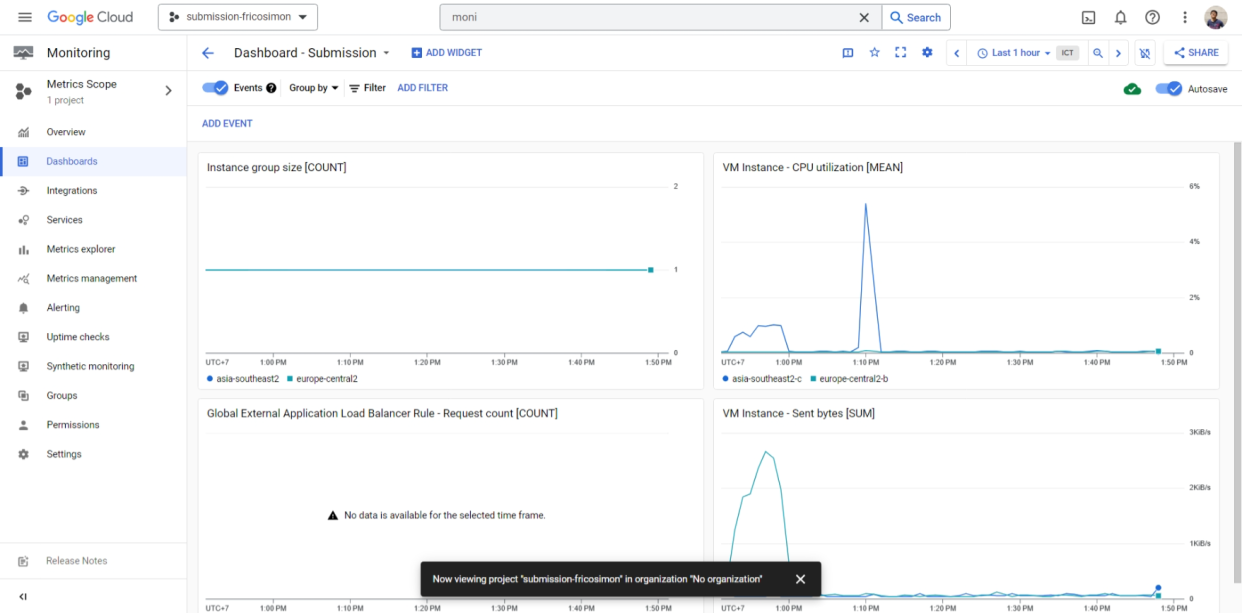 Google Cloud
submission-fricosimon
moni
Search
Monitoring
Dashboard - Submission
ADD WIDGET
Last 1 hour
ICT
SHARE
Metrics Scope
1 project
Events
Group by
Filter
ADD FILTER
Autosave
ADD EVENT
Overview
Dashboards
Integrations
Services
Metrics explorer
Metrics management
Alerting
Uptime checks
Synthetic monitoring
Groups
Permissions
Settings
Release Notes
Instance group size [COUNT]
2
1
0
UTC+7 1:00 PM 1:10 PM 1:20 PM 1:30 PM 1:40 PM 1:50 PM
asia-southeast2 europe-central2
VM Instance - CPU utilization [MEAN]
6%
4%
2%
0
UTC+7 1:00 PM 1:10 PM 1:20 PM 1:30 PM 1:40 PM 1:50 PM
asia-southeast2-c europe-central2-b
Global External Application Load Balancer Rule - Request count [COUNT]
No data is available for the selected time frame.
UTC+7 1:00 PM 1:10 PM 1:20 PM 1:30 PM 1:40 PM 1:50 PM
VM Instance - Sent bytes [SUM]
3KiB/s
2KiB/s
1KiB/s
0
UTC+7 1:00 PM 1:10 PM 1:20 PM 1:30 PM 1:40 PM 1:50 PM
Now viewing project "submission-fricosimon" in organization "No organization"